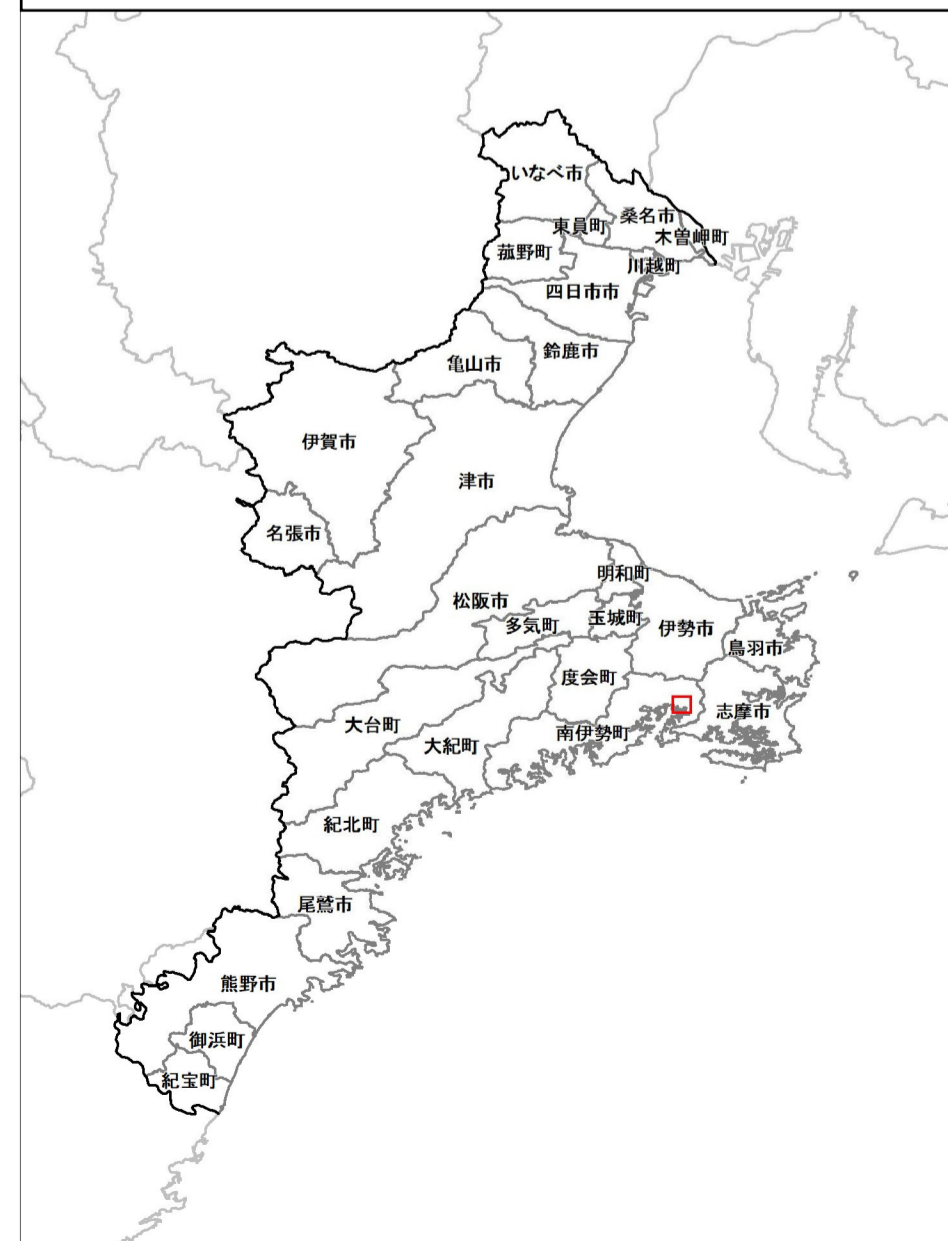 いなべ市
桑名市
東員町
木曽岬町
菰野町
川越町
四日市市
鈴鹿市
亀山市
伊賀市
津市
名張市
明和町
松阪市
玉城町
多気町
伊勢市
鳥羽市
度会町
志摩市
大台町
南伊勢町
大紀町
紀北町
尾鷲市
熊野市
御浜町
紀宝町